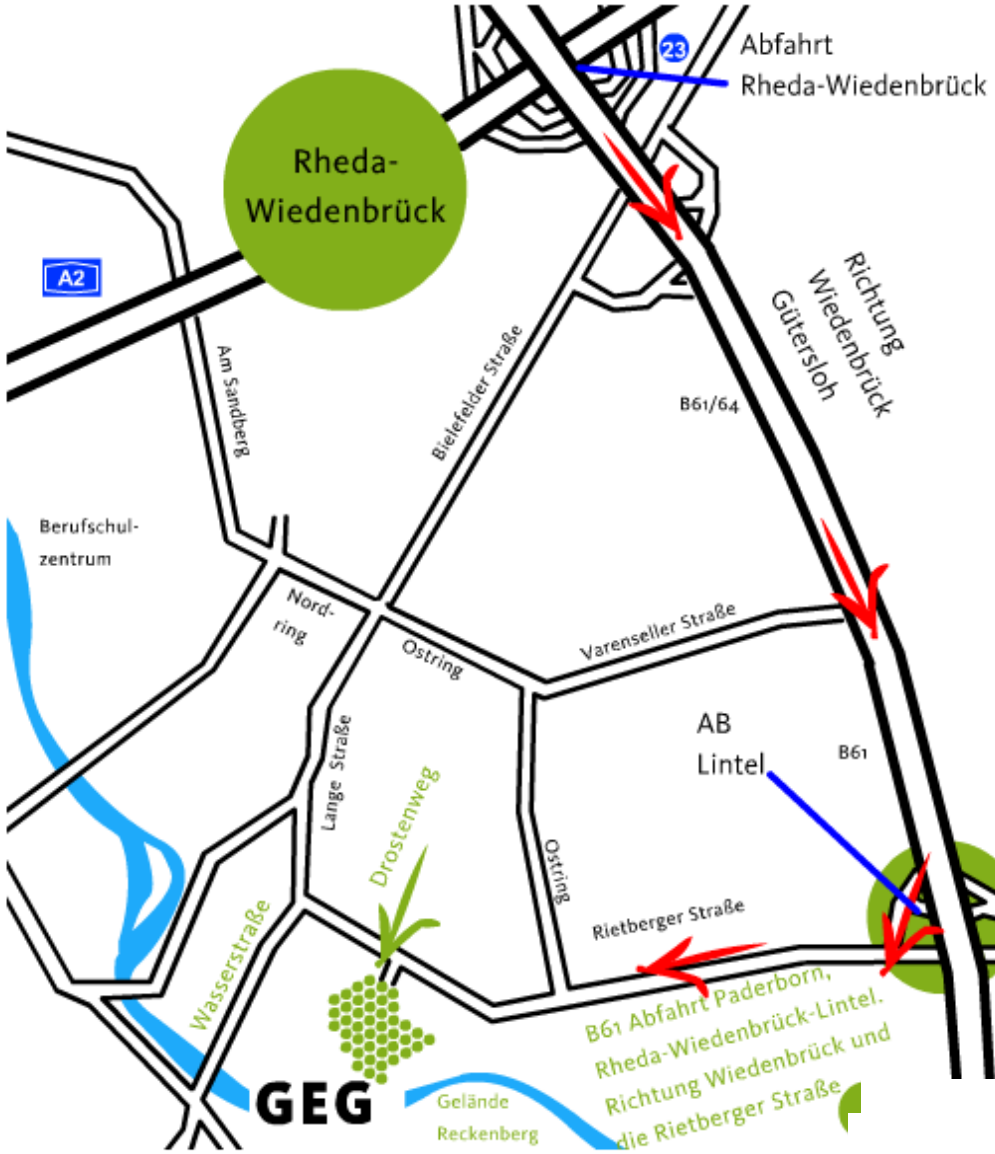 23
Abfahrt
Rheda-Wiedenbrück
Rheda-
Wiedenbrück
A2
Richtung
Wiedenbrück
Gütersloh
Am Sandberg
Bielefelder Straße
B61/64
Berufschul-
zentrum
Nord-
ring
Ostring
Varenseller Straße
AB
Lintel
B61
Lange Straße
Drostenweg
Ostring
Rietberger Straße
Wasserstraße
B61 Abfahrt Paderborn,
Rheda-Wiedenbrück-Lintel.
Richtung Wiedenbrück und
die Rietberger Straße
GEG
Gelände
Reckenberg